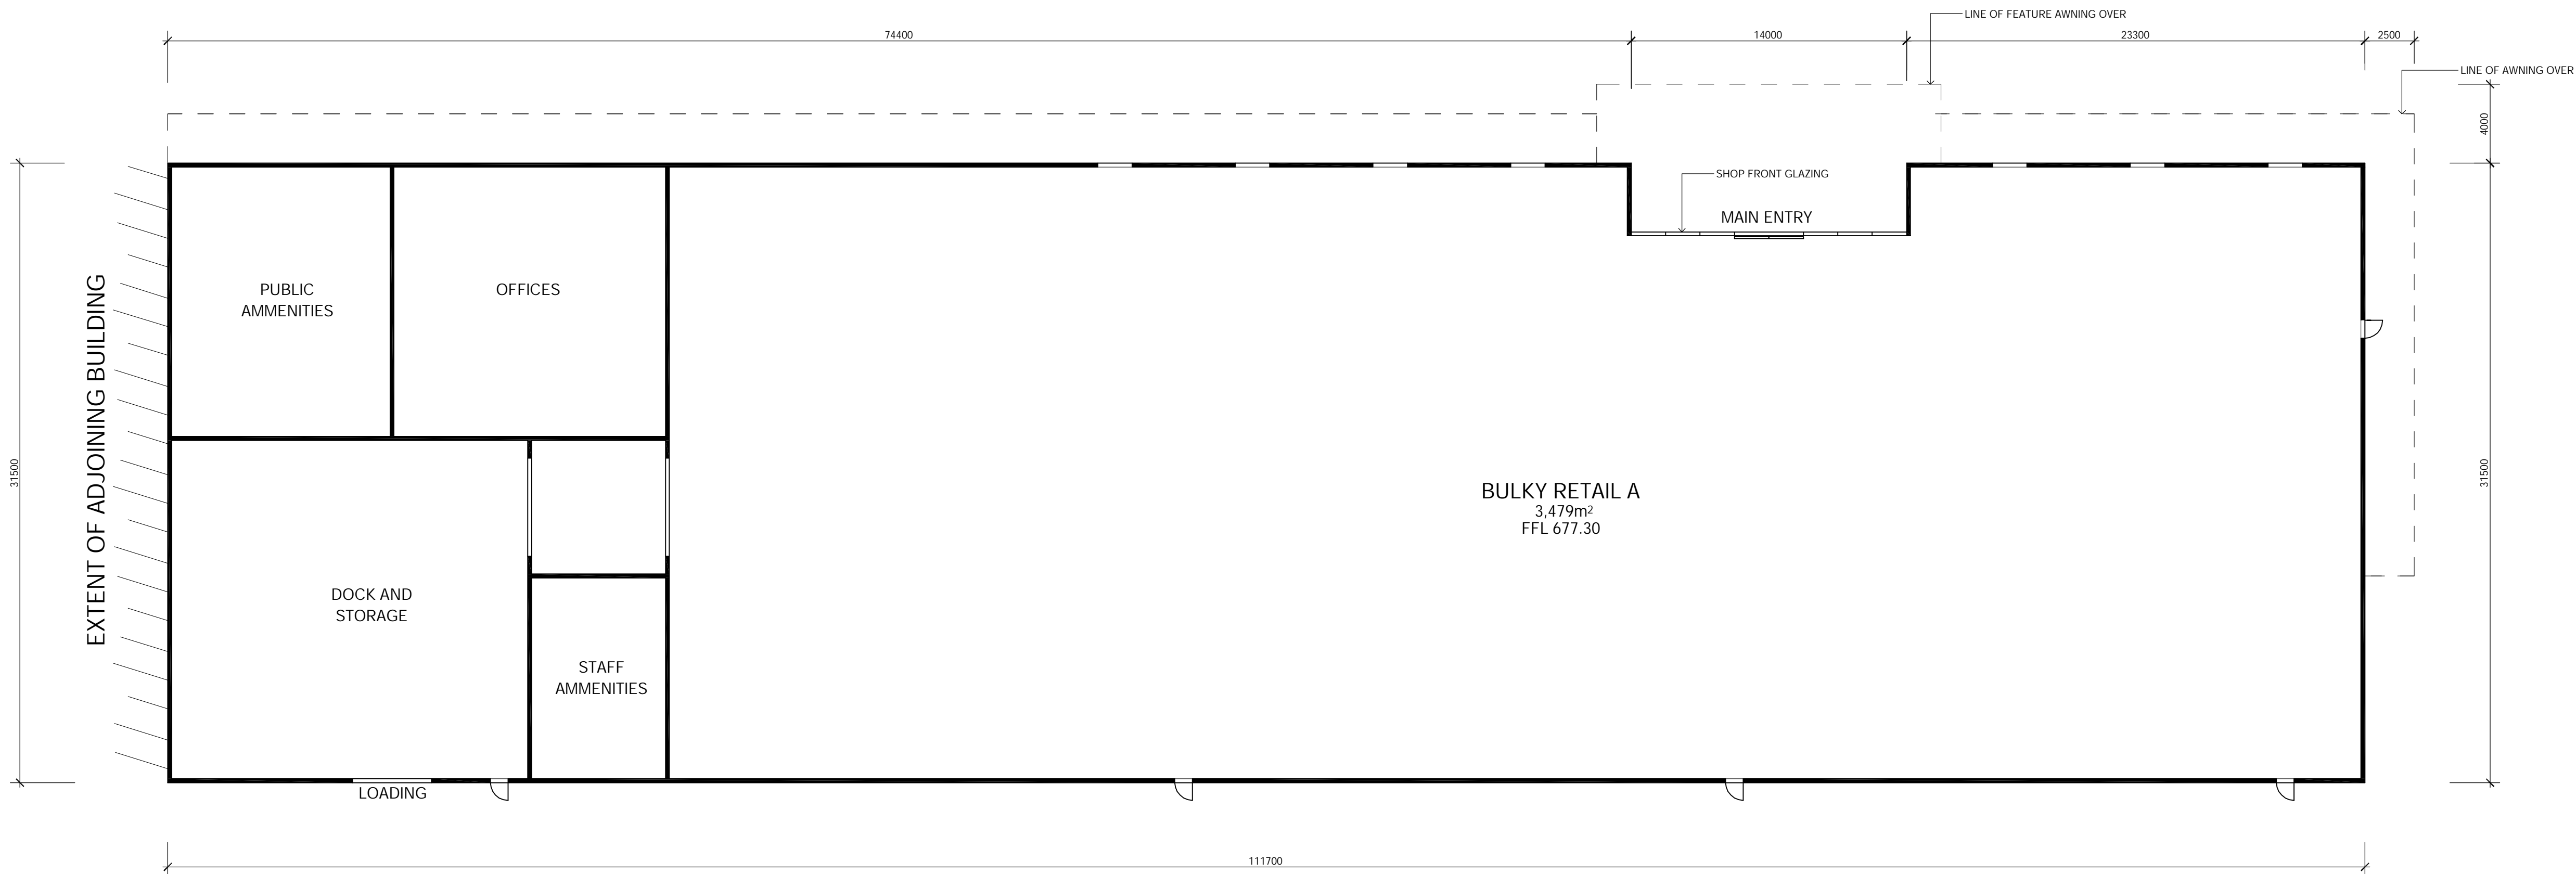 LINE OF FEATURE AWNING OVER
74400
14000
23300
2500
LINE OF AWNING OVER
4000
SHOP FRONT GLAZING
MAIN ENTRY
PUBLIC
AMMENITIES
OFFICES
EXTENT OF ADJOINING BUILDING
31500
31500
BULKY RETAIL A
3,479m²
FFL 677.30
DOCK AND
STORAGE
STAFF
AMMENITIES
LOADING
111700